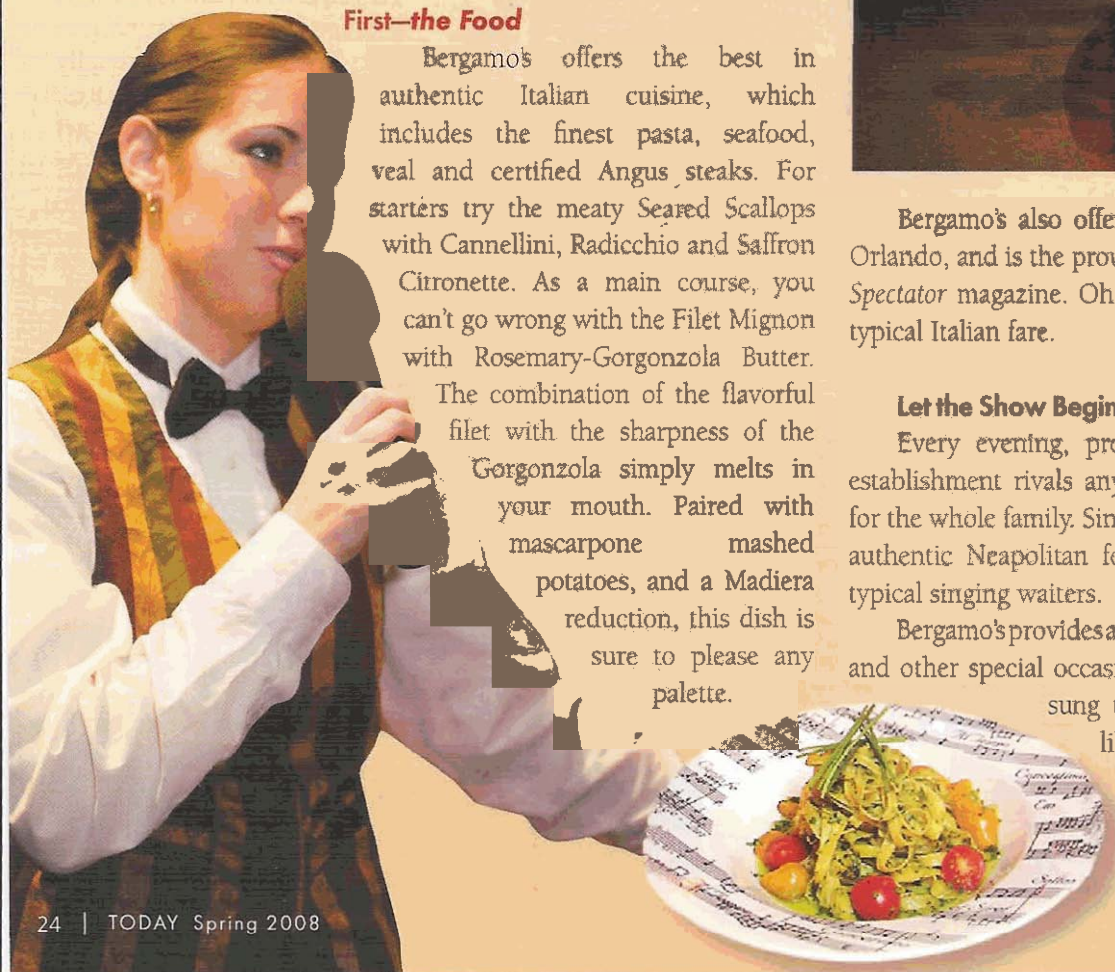 First—the Food
Bergamo's offers the best in
authentic Italian cuisine, which
includes the finest pasta, seafood,
veal and certified Angus steaks. For
starters try the meaty Seared Scallops
with Cannellini, Radicchio and Saffron
Citronette. As a main course, you
can't go wrong with the Filet Mignon
with Rosemary-Gorgonzola Butter.
The combination of the flavorful
filet with the sharpness of the
Gorgonzola simply melts in
your mouth. Paired with
mascarpone mashed
potatoes, and a Madiera
reduction, this dish is
sure to please any
palette.
Bergamo's also offe
Orlando, and is the prov
Spectator magazine. Oh
typical Italian fare.
Let the Show Begin
Every evening, pre
establishment rivals any
for the whole family. Sin
authentic Neapolitan fo
typical singing waiters.
Bergamo's provides a
and other special occas
sung
li
24 | TODAY Spring 2008